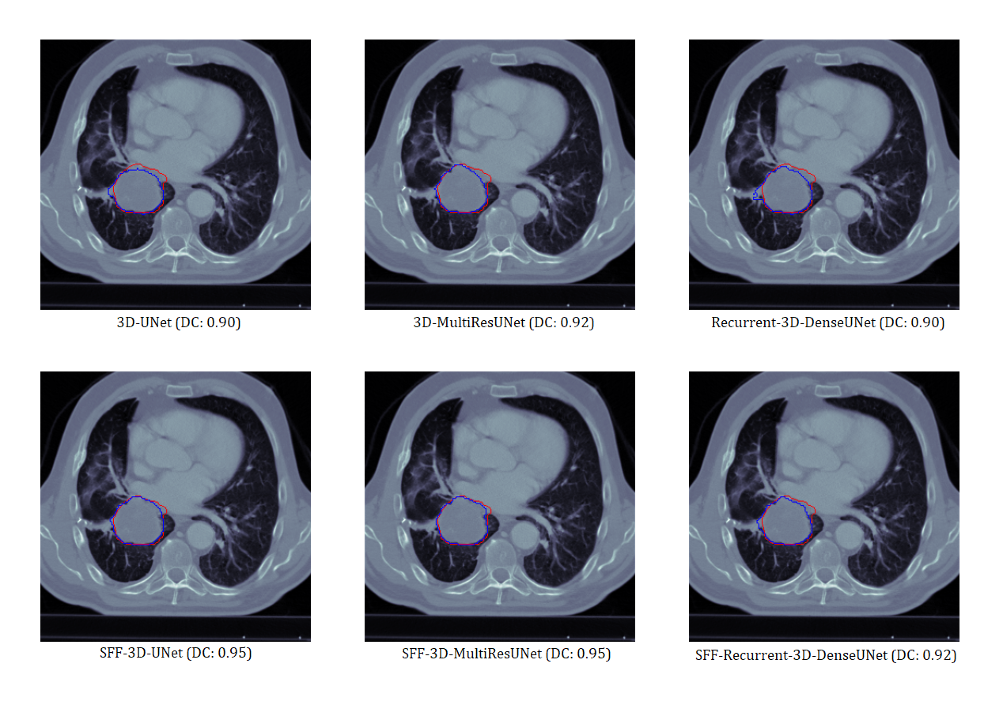 3D-UNet (DC: 0.90)
3D-MultiResUNet (DC: 0.92)
Recurrent-3D-DenseUNet (DC: 0.90)
SFF-3D-UNet (DC: 0.95)
SFF-3D-MultiResUNet (DC: 0.95)
SFF-Recurrent-3D-DenseUNet (DC: 0.92)